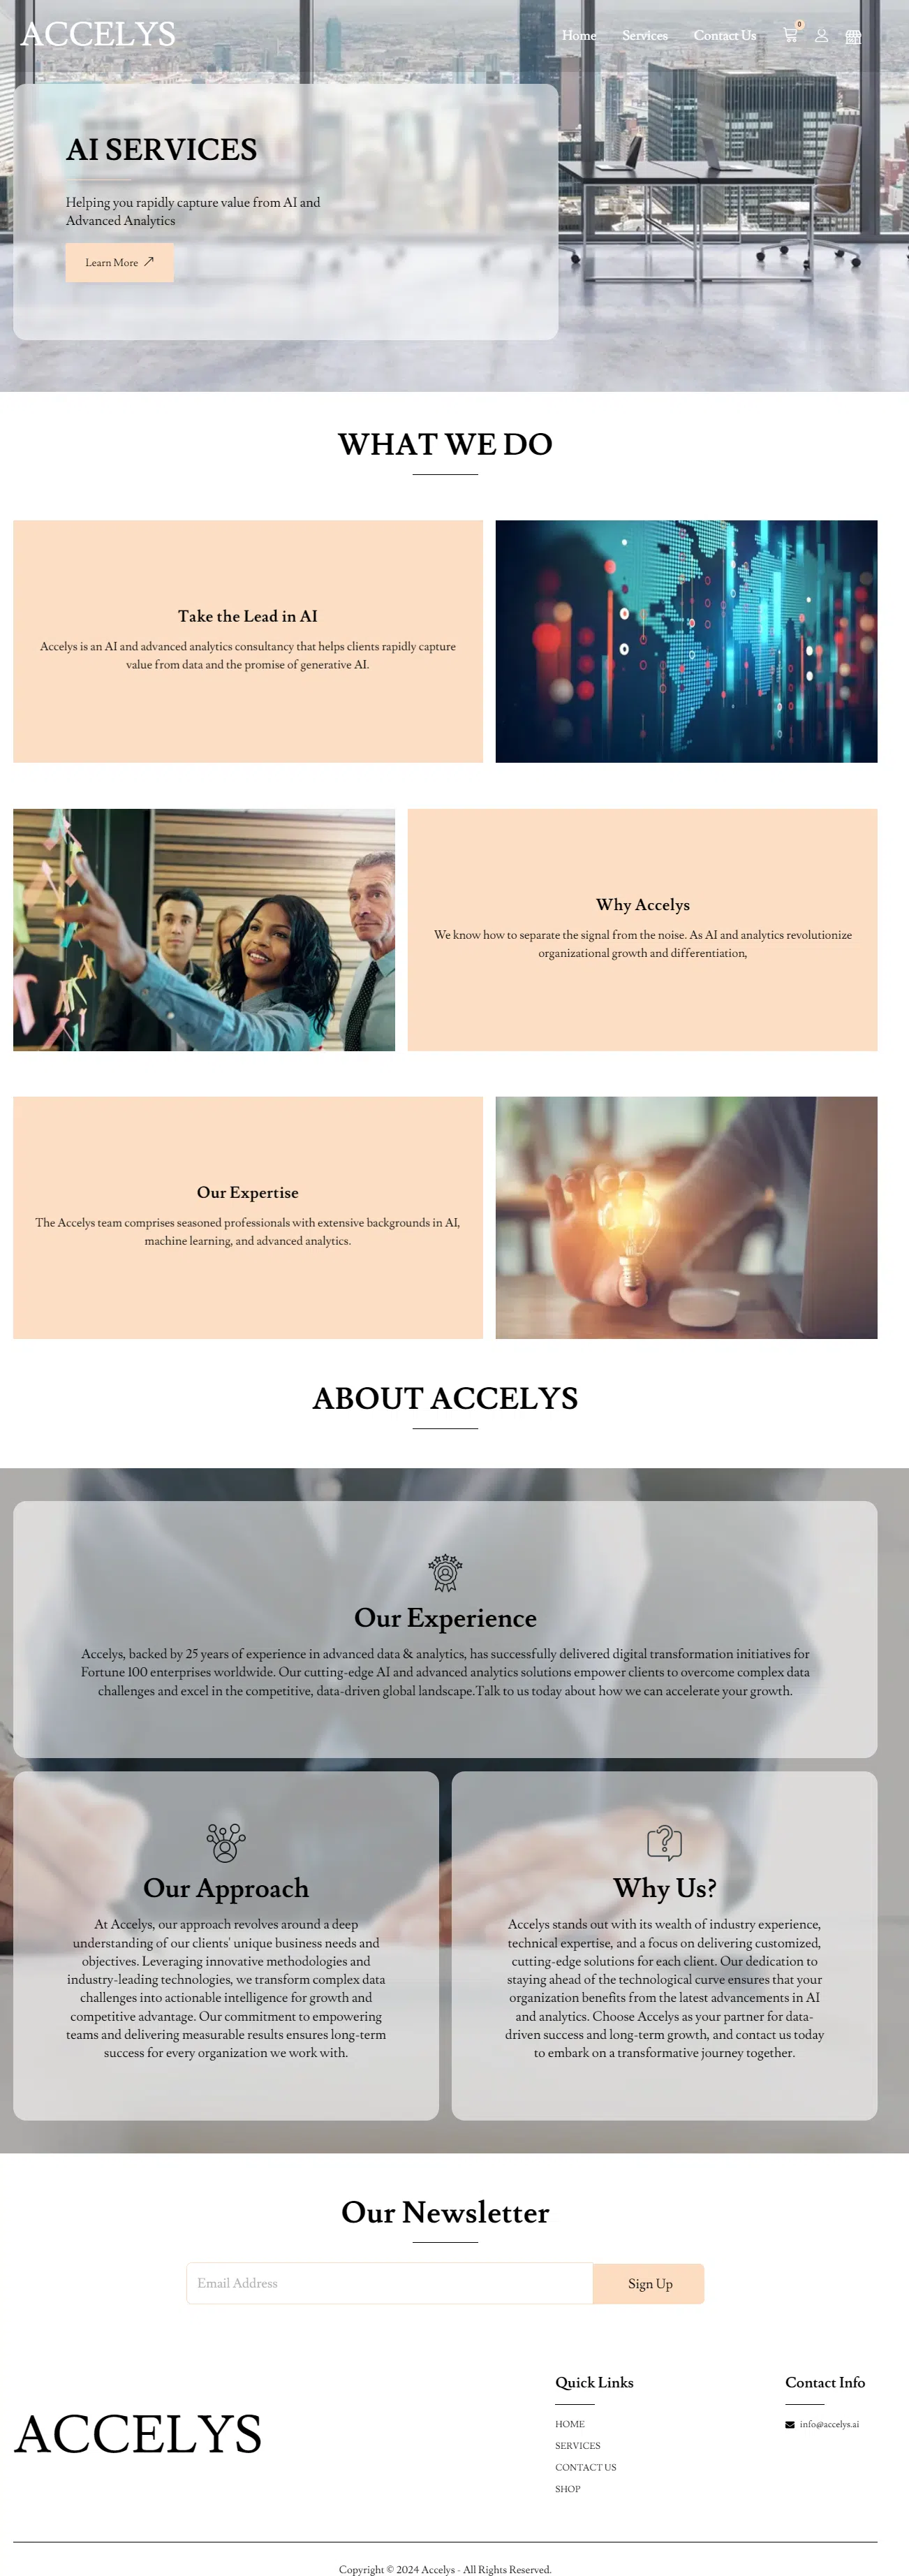 ACCELYS
Home Services Contact Us 0
AI SERVICES
Helping you rapidly capture value from AI and
Advanced Analytics
Learn More
WHAT WE DO
Take the Lead in AI
Accelys is an AI and advanced analytics consultancy that helps clients rapidly capture
value from data and the promise of generative AI.
Why Accelys
We know how to separate the signal from the noise. As AI and analytics revolutionize
organizational growth and differentiation,
Our Expertise
The Accelys team comprises seasoned professionals with extensive backgrounds in AI,
machine learning, and advanced analytics.
ABOUT ACCELYS
Our Experience
Accelys, backed by 25 years of experience in advanced data & analytics, has successfully delivered digital transformation initiatives for
Fortune 100 enterprises worldwide. Our cutting-edge AI and advanced analytics solutions empower clients to overcome complex data
challenges and excel in the competitive, data-driven global landscape.Talk to us today about how we can accelerate your growth.
Our Approach
At Accelys, our approach revolves around a deep
understanding of our clients' unique business needs and
objectives. Leveraging innovative methodologies and
industry-leading technologies, we transform complex data
challenges into actionable intelligence for growth and
competitive advantage. Our commitment to empowering
teams and delivering measurable results ensures long-term
success for every organization we work with.
Why Us?
Accelys stands out with its wealth of industry experience,
technical expertise, and a focus on delivering customized,
cutting-edge solutions for each client. Our dedication to
staying ahead of the technological curve ensures that your
organization benefits from the latest advancements in AI
and analytics. Choose Accelys as your partner for data-
driven success and long-term growth, and contact us today
to embark on a transformative journey together.
Our Newsletter
Email Address
Sign Up
ACCELYS
Quick Links
HOME
SERVICES
CONTACT US
SHOP
Contact Info
info@accelys.ai
Copyright © 2024 Accelys - All Rights Reserved.